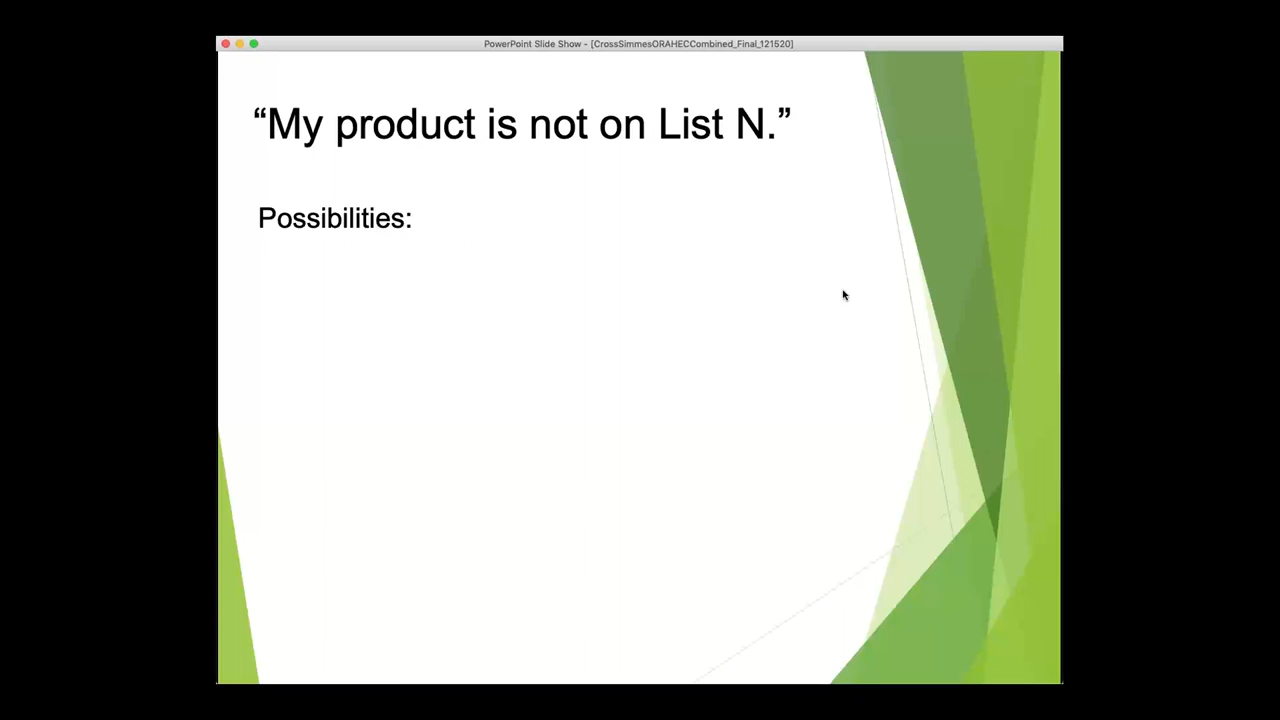 PowerPoint Slide Show - [CrossSimmesORAHECCombined_Final_121520]
“My product is not on List N.”
Possibilities: